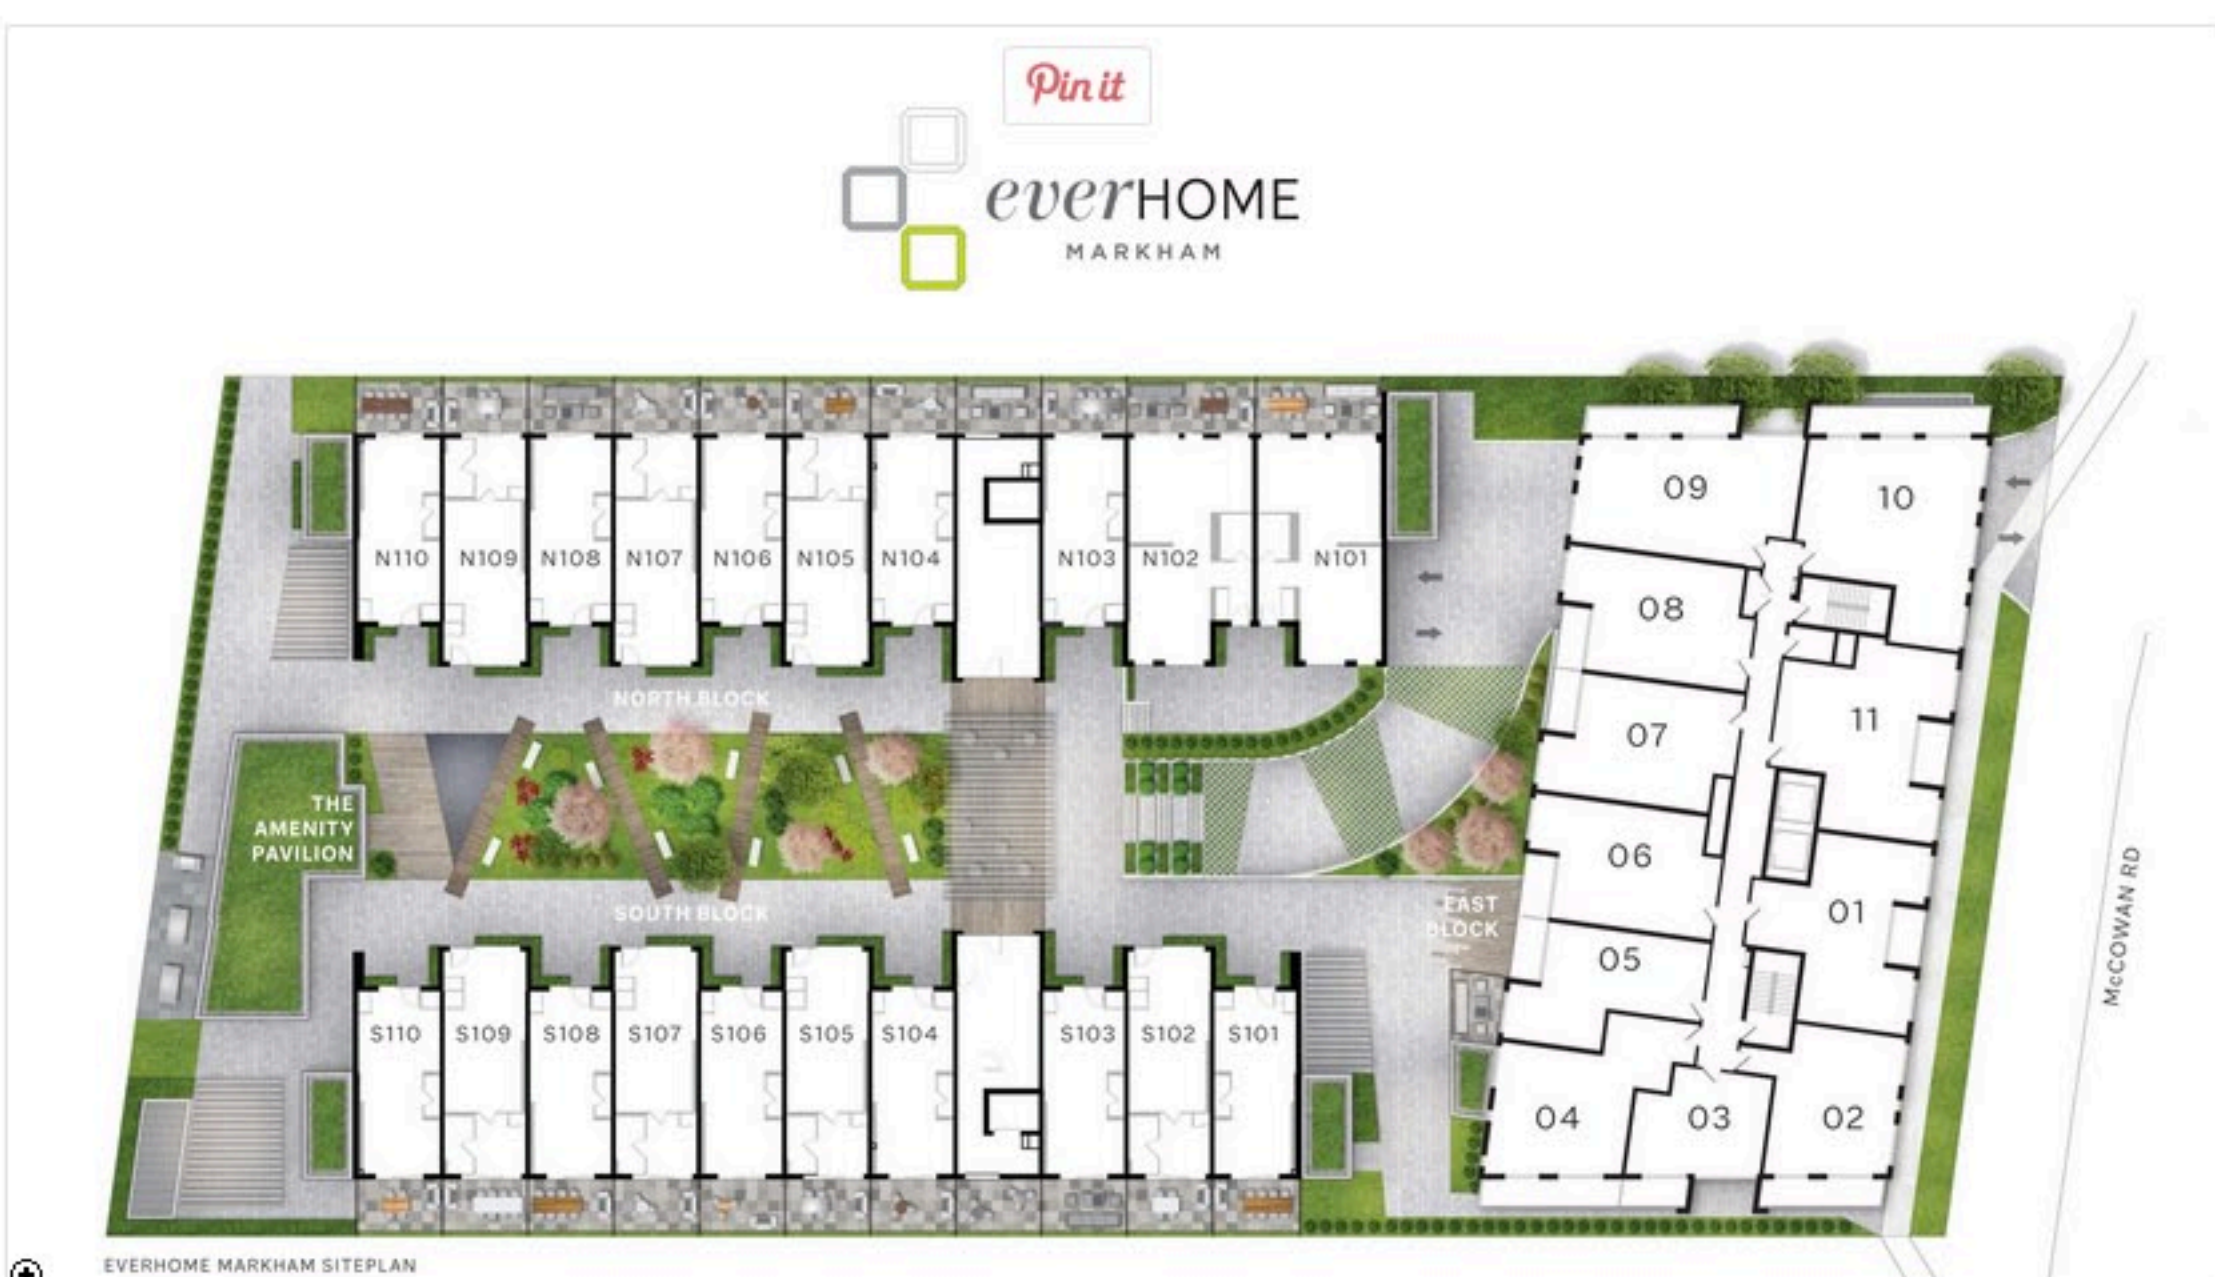 Pin it
everHOME
MARKHAM
N110 N109 N108 N107 N106 N105 N104 N103 N102 N101
NORTH BLOCK
THE
AMENITY
PAVILION
SOUTH BLOCK
EAST
BLOCK
S110 S109 S108 S107 S106 S105 S104 S103 S102 S101
09
10
08
07
11
06
01
05
04
03
02
McCOWAN RD
EVERHOME MARKHAM SITEPLAN